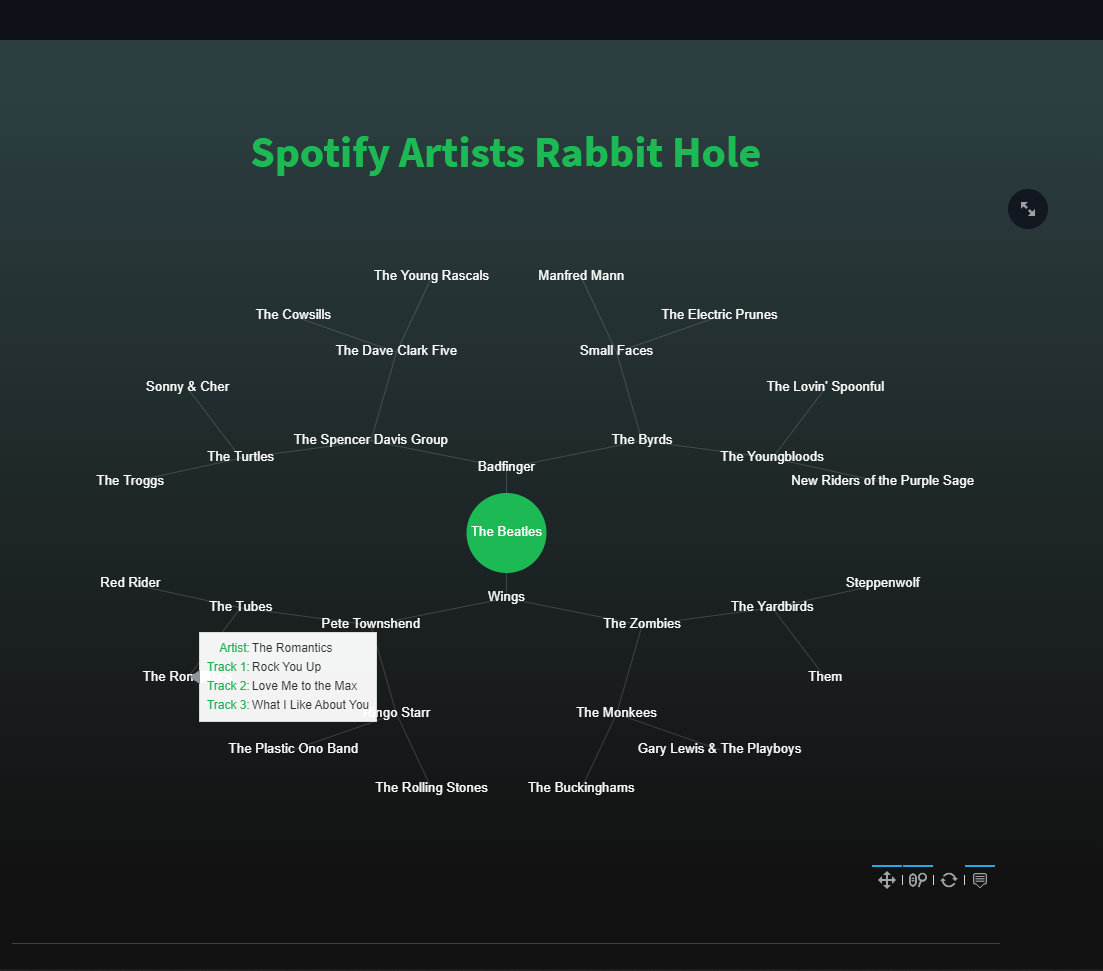 Spotify Artists Rabbit Hole
The Young Rascals
Manfred Mann
The Cowsills
The Electric Prunes
The Dave Clark Five
Small Faces
Sonny & Cher
The Lovin' Spoonful
The Spencer Davis Group
The Byrds
The Turtles
The Youngbloods
Badfinger
The Troggs
New Riders of the Purple Sage
The Beatles
Red Rider
Steppenwolf
Wings
The Tubes
The Yardbirds
Pete Townshend
The Zombies
Artist: The Romantics
Track 1: Rock You Up
Track 2: Love Me to the Max
Track 3: What I Like About You
Them
Starr
The Monkees
The Plastic Ono Band
Gary Lewis & The Playboys
The Rolling Stones
The Buckinghams